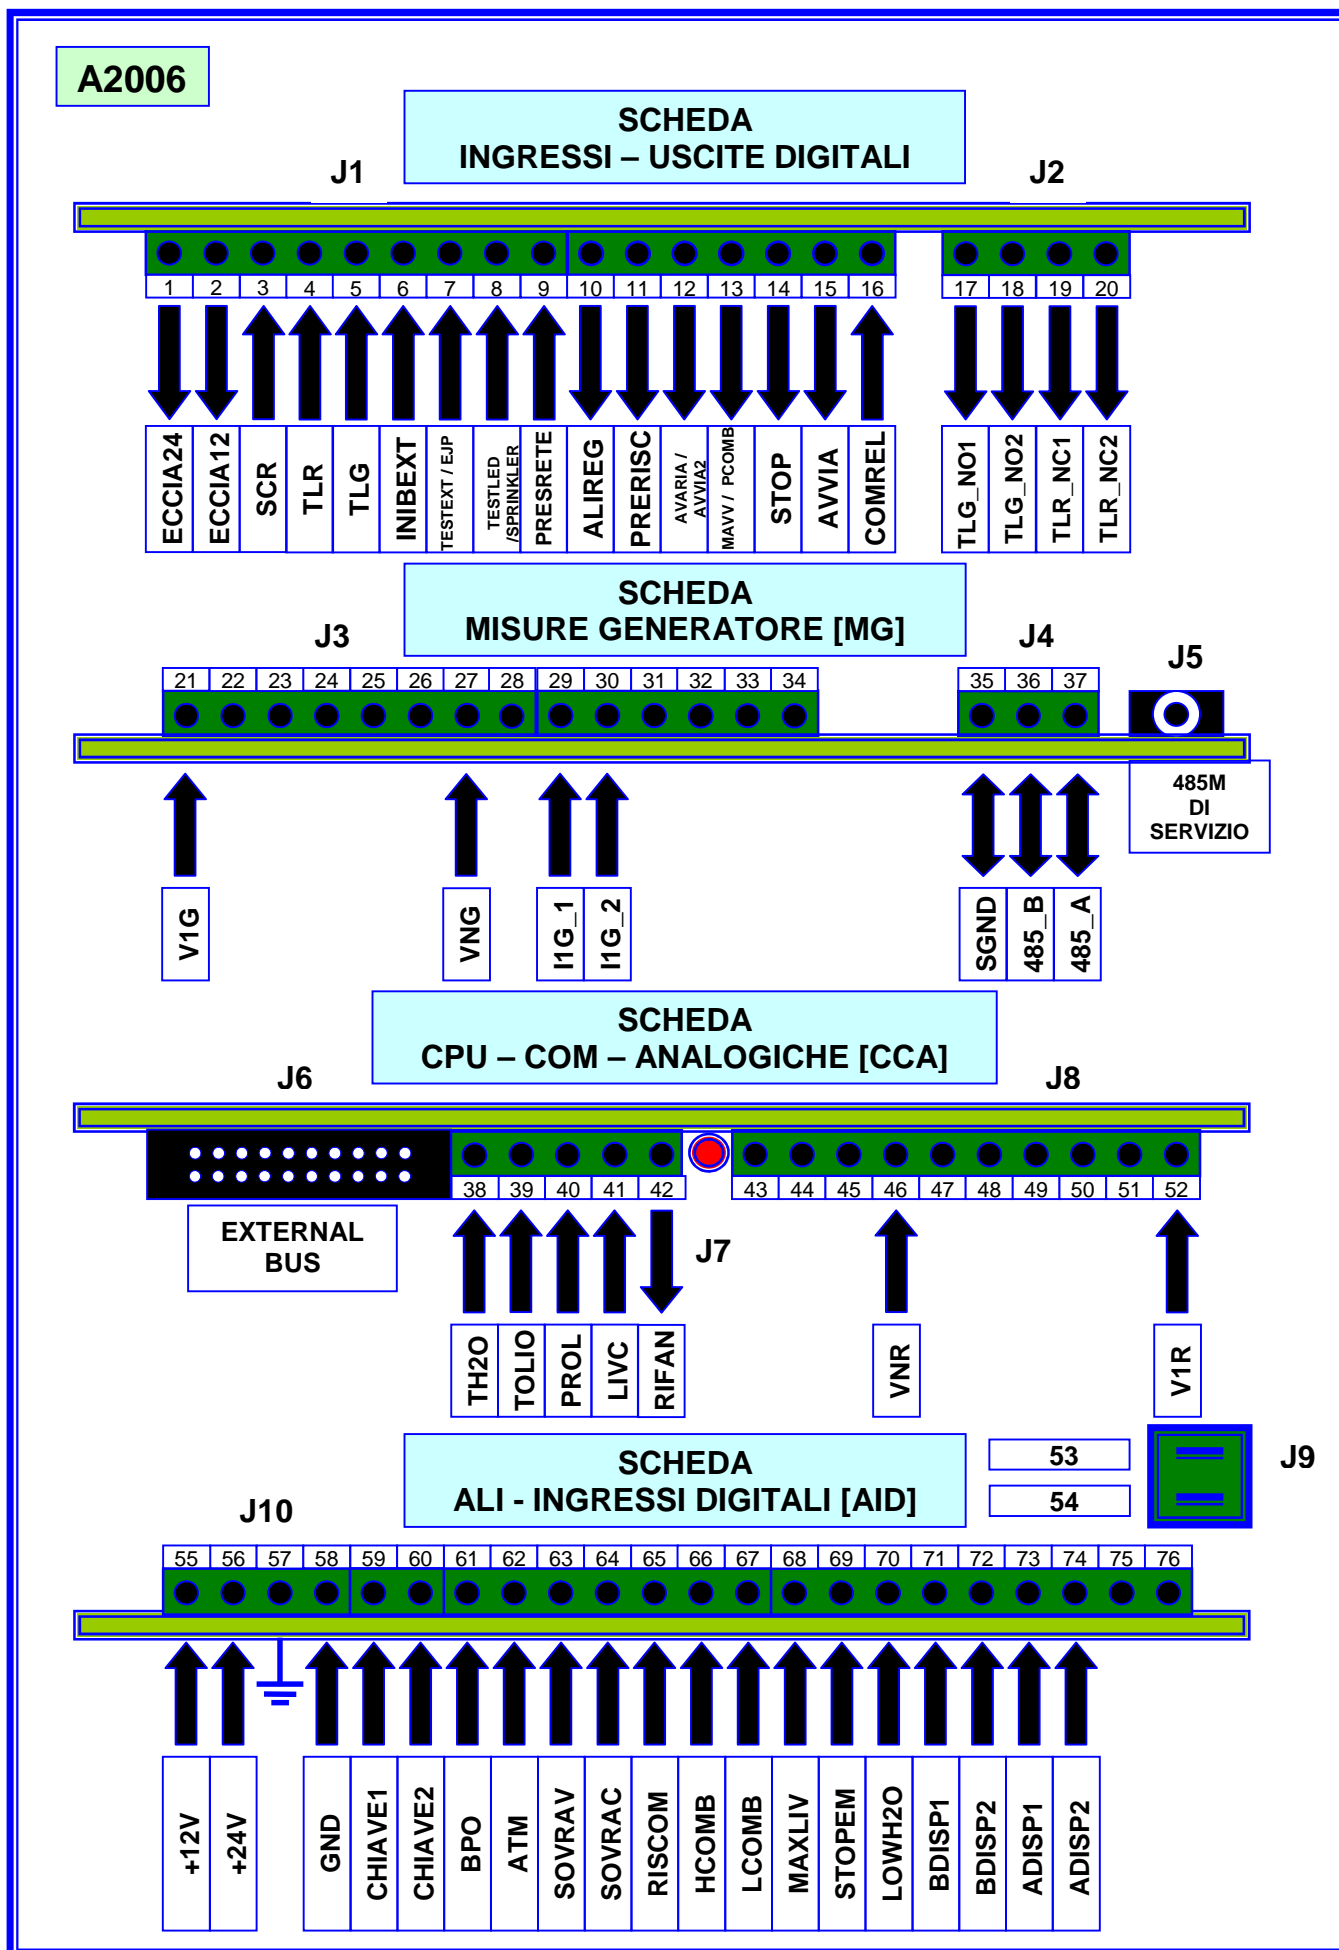 A2006
SCHEDA
INGRESSI – USCITE DIGITALI
J1
J2
1 2 3 4 5 6 7 8 9 10 11 12 13 14 15 16 17 18 19 20
ECCIA24
ECCIA12
SCR
TLR
TLG
INIBEXT
TESTEXT / EJP
TESTLED
/SPRINKLER
PRESRETE
ALIREG
PRERISC
AVARIA /
AVVIA2
MAVV / PCOMB
STOP
AVVIA
COMREL
TLG_NO1
TLG_NO2
TLR_NC1
TLR_NC2
SCHEDA
MISURE GENERATORE [MG]
J3
J4
J5
21 22 23 24 25 26 27 28 29 30 31 32 33 34 35 36 37
485M
DI
SERVIZIO
V1G
VNG
I1G_1
I1G_2
SGND
485_B
485_A
SCHEDA
CPU – COM – ANALOGICHE [CCA]
J6
J8
38 39 40 41 42 43 44 45 46 47 48 49 50 51 52
EXTERNAL
BUS
J7
TH2O
TOLIO
PROL
LIVC
RIFAN
VNR
V1R
SCHEDA
ALI - INGRESSI DIGITALI [AID]
53
54
J9
J10
55 56 57 58 59 60 61 62 63 64 65 66 67 68 69 70 71 72 73 74 75 76
+12V
+24V
GND
CHIAVE1
CHIAVE2
BPO
ATM
SOVRAV
SOVRAC
RISCOM
HCOMB
LCOMB
MAXLIV
STOPEM
LOWH2O
BDISP1
BDISP2
ADISP1
ADISP2